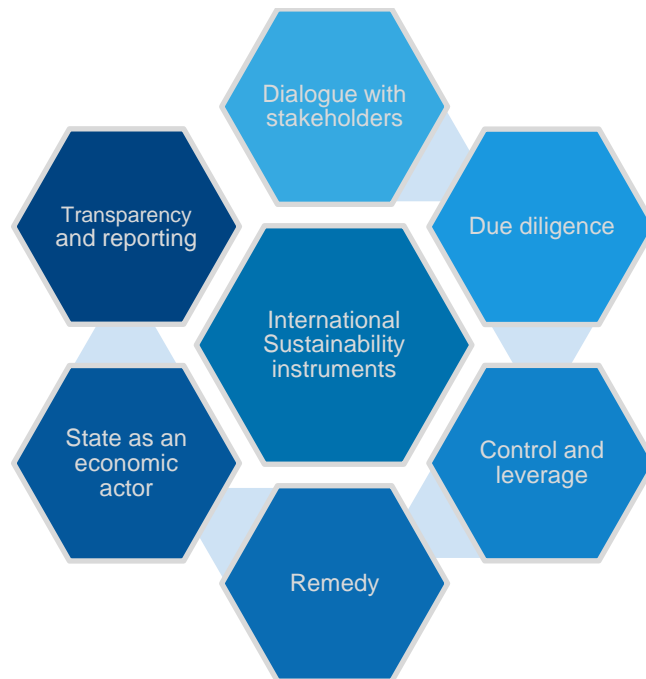 Dialogue with
stakeholders
Transparency
and reporting
Due diligence
International
Sustainability
instruments
State as an
economic
actor
Control and
leverage
Remedy